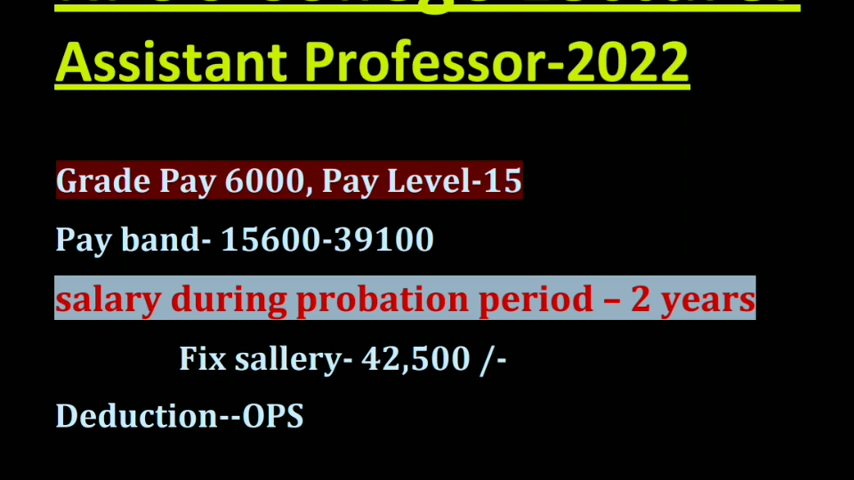 Assistant Professor-2022
Grade Pay 6000, Pay Level-15
Pay band- 15600-39100
salary during probation period – 2 years
Fix sallery- 42,500 /-
Deduction--OPS